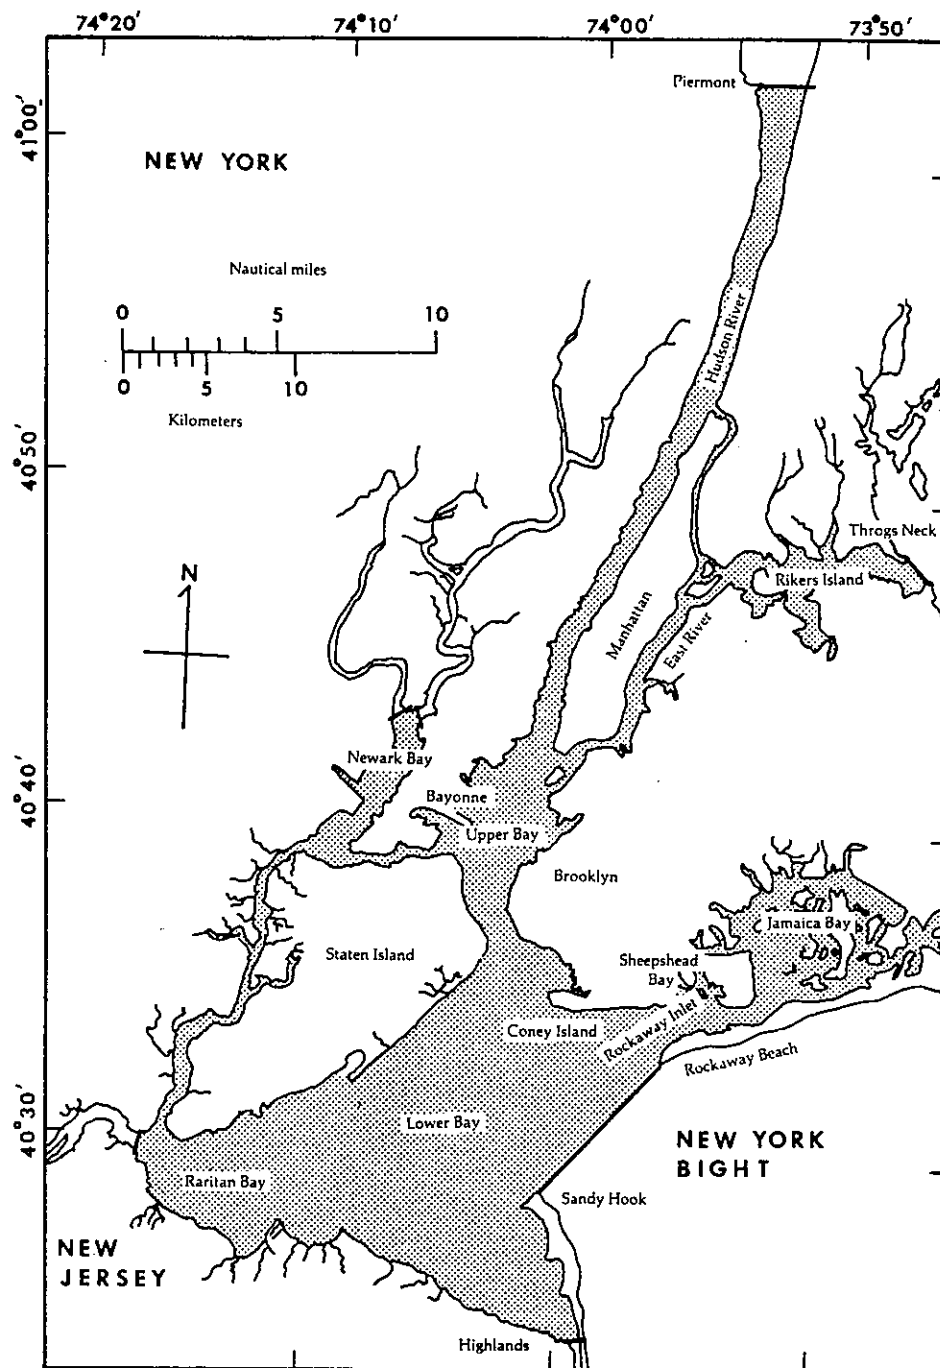 74°20′ 74°10′ 74°00′ 73°50′
Piermont
41°00′
NEW YORK
Nautical miles
0 5 10
0 5 10
Kilometers
Hudson River
40°50′
Throgs Neck
Rikers Island
N
Manhattan
East River
Newark Bay
40°40′
Bayonne
Upper Bay
Brooklyn
Jamaica Bay
Staten Island
Sheepshead
Bay
Coney Island
Rockaway Inlet
Rockaway Beach
40°30′
Lower Bay
NEW YORK
BIGHT
Raritan Bay
Sandy Hook
NEW
JERSEY
Highlands